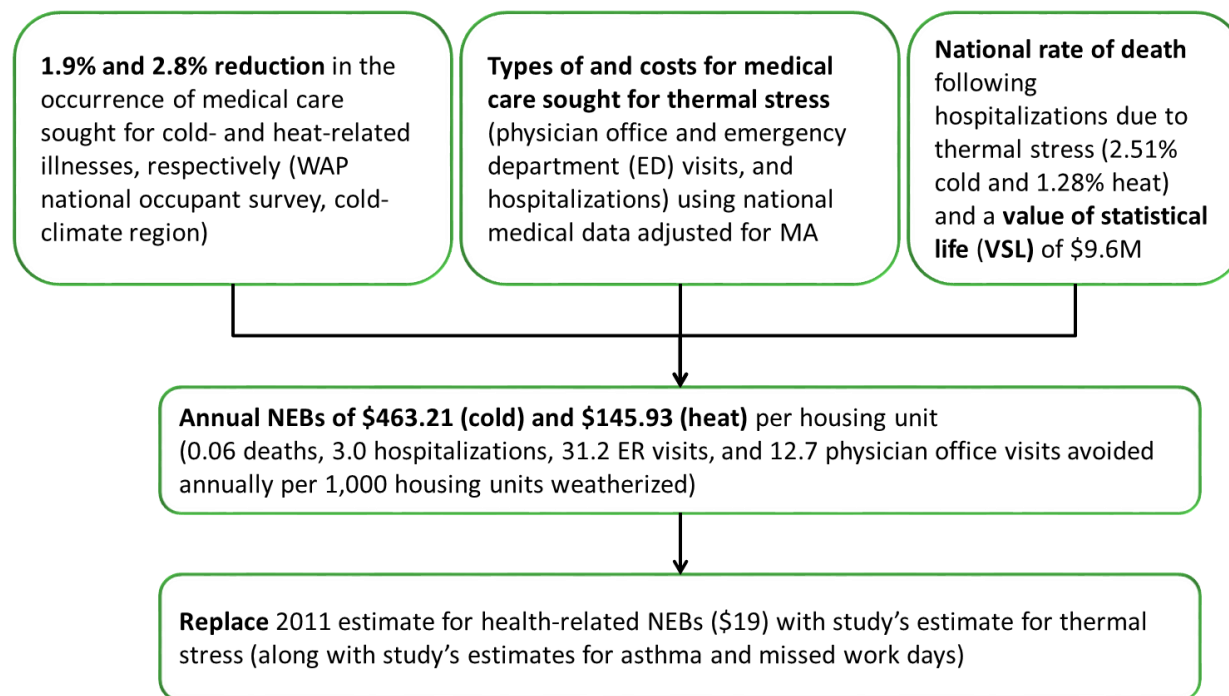 1.9% and 2.8% reduction in the
occurrence of medical care
sought for cold- and heat-related
illnesses, respectively (WAP
national occupant survey, cold-
climate region)
Types of and costs for medical
care sought for thermal stress
(physician office and emergency
department (ED) visits, and
hospitalizations) using national
medical data adjusted for MA
National rate of death
following
hospitalizations due to
thermal stress (2.51%
cold and 1.28% heat)
and a value of statistical
life (VSL) of $9.6M
Annual NEBs of $463.21 (cold) and $145.93 (heat) per housing unit
(0.06 deaths, 3.0 hospitalizations, 31.2 ER visits, and 12.7 physician office visits avoided
annually per 1,000 housing units weatherized)
Replace 2011 estimate for health-related NEBs ($19) with study's estimate for thermal
stress (along with study's estimates for asthma and missed work days)